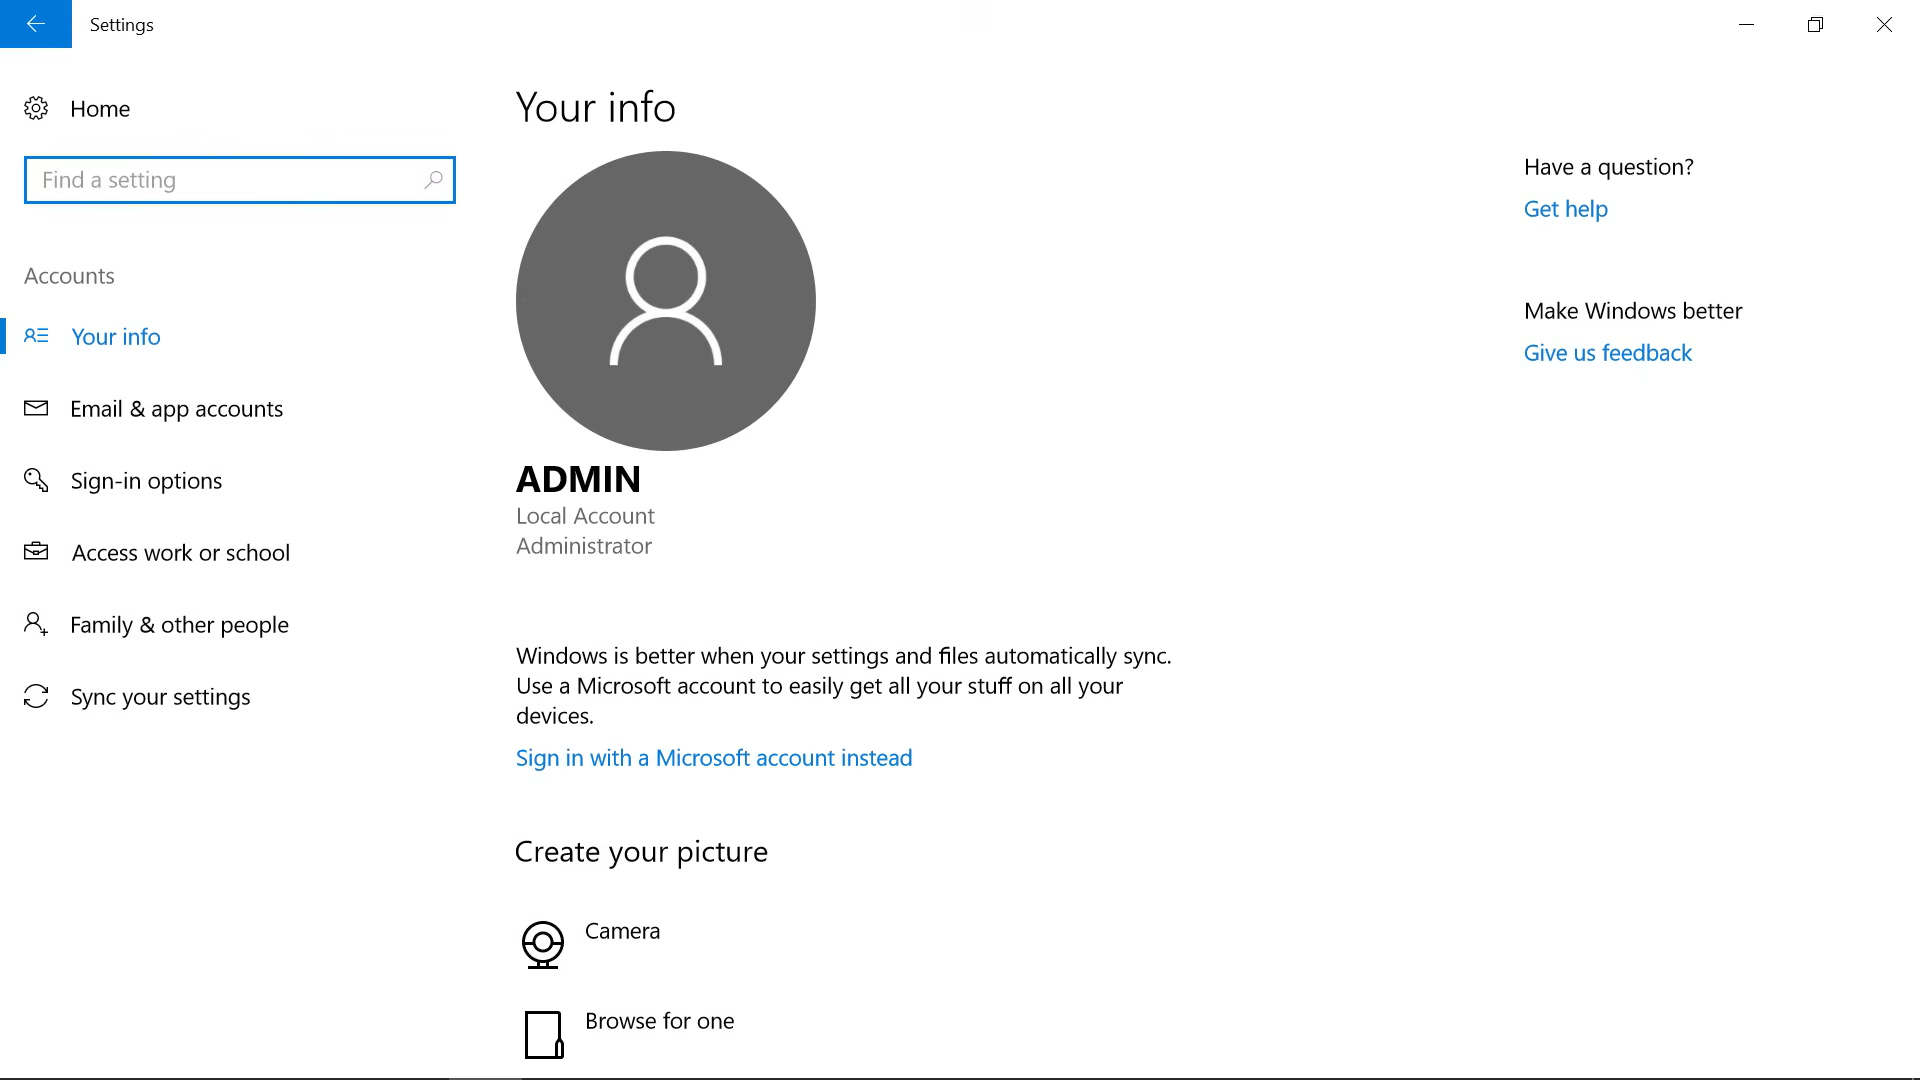 Settings
Home
Find a setting
Accounts
Your info
Email & app accounts
Sign-in options
Access work or school
Family & other people
Sync your settings
Your info
ADMIN
Local Account
Administrator
Windows is better when your settings and files automatically sync.
Use a Microsoft account to easily get all your stuff on all your
devices.
Sign in with a Microsoft account instead
Create your picture
Camera
Browse for one
Have a question?
Get help
Make Windows better
Give us feedback